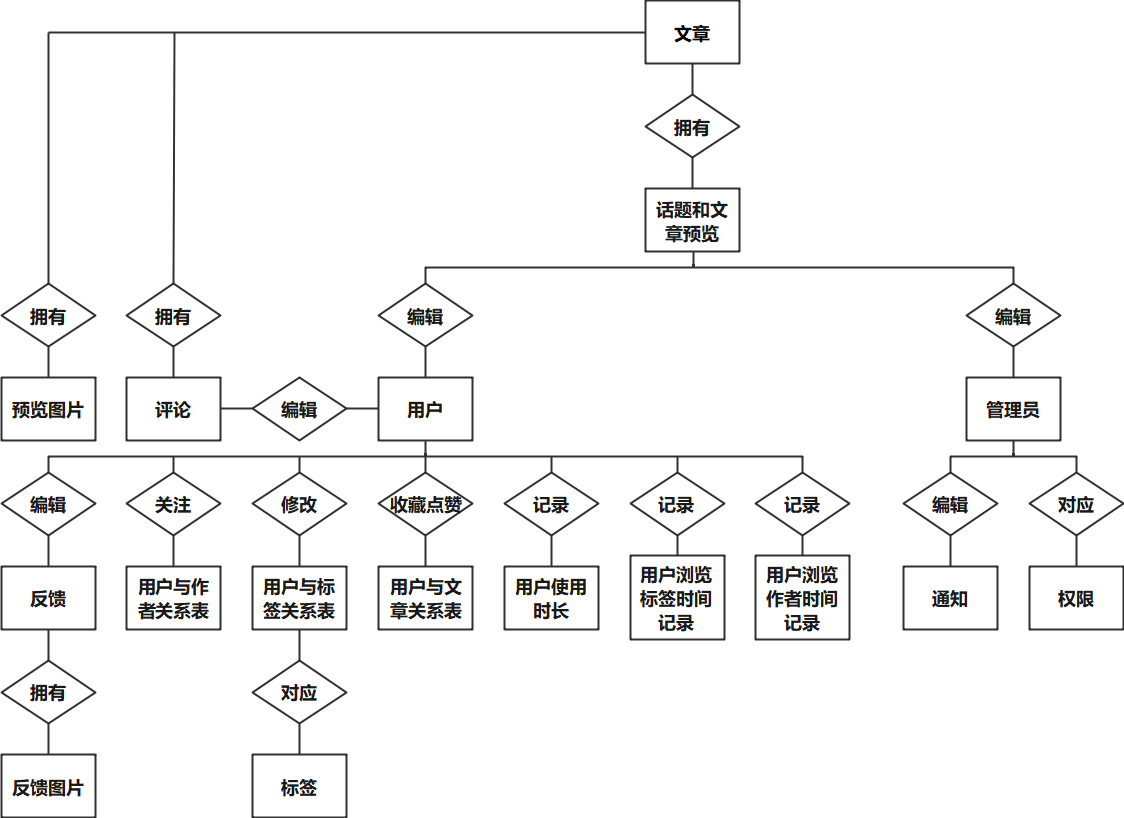 文章
拥有
话题和文
章预览
拥有
拥有
编辑
编辑
预览图片
评论
编辑
用户
管理员
编辑
关注
修改
收藏点赞
记录
记录
记录
编辑
对应
反馈
用户与作
者关系表
用户与标
签关系表
用户与文
章关系表
用户使用
时长
用户浏览
标签时间
记录
用户浏览
作者时间
记录
通知
权限
拥有
对应
反馈图片
标签